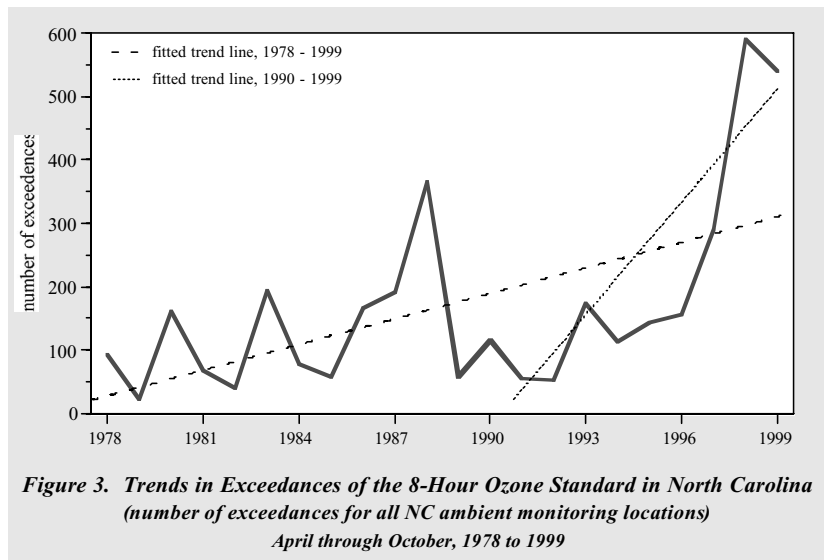 600
500
400
300
200
100
0
number of exceedences
fitted trend line, 1978 - 1999
fitted trend line, 1990 - 1999
1978 1981 1984 1987 1990 1993 1996 1999
Figure 3. Trends in Exceedances of the 8-Hour Ozone Standard in North Carolina
(number of exceedances for all NC ambient monitoring locations)
April through October, 1978 to 1999